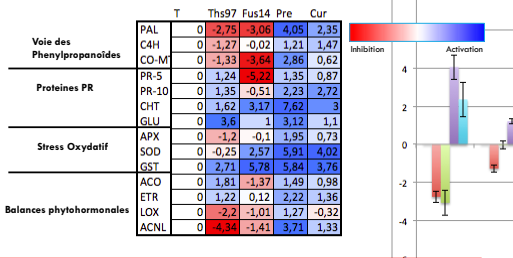 T Ths97 Fus14 Pre Cur
Voie des
Phenylpropanoïdes
PAL 0 -2,75 -3,06 4,05 2,35
C4H 0 -1,27 -0,02 1,21 1,47
CO-MT 0 -1,33 -3,64 2,86 0,62
Proteines PR
PR-5 0 1,24 -5,22 1,35 0,87
PR-10 0 1,35 -0,51 2,23 2,72
CHT 0 1,62 3,17 7,62 3
GLU 0 3,6 1 3,12 1,1
Stress Oxydatif
APX 0 -1,2 -0,1 1,95 0,73
SOD 0 -0,25 2,57 5,91 4,02
GST 0 2,71 5,78 5,84 3,76
Balances phytohormonales
ACO 0 1,81 -1,37 1,49 0,98
ETR 0 1,22 0,12 2,22 1,36
LOX 0 -2,2 -1,01 1,27 -0,32
ACNL 0 -4,34 -1,41 3,71 1,33
Inhibition Activation
4
2
0
-2
-4